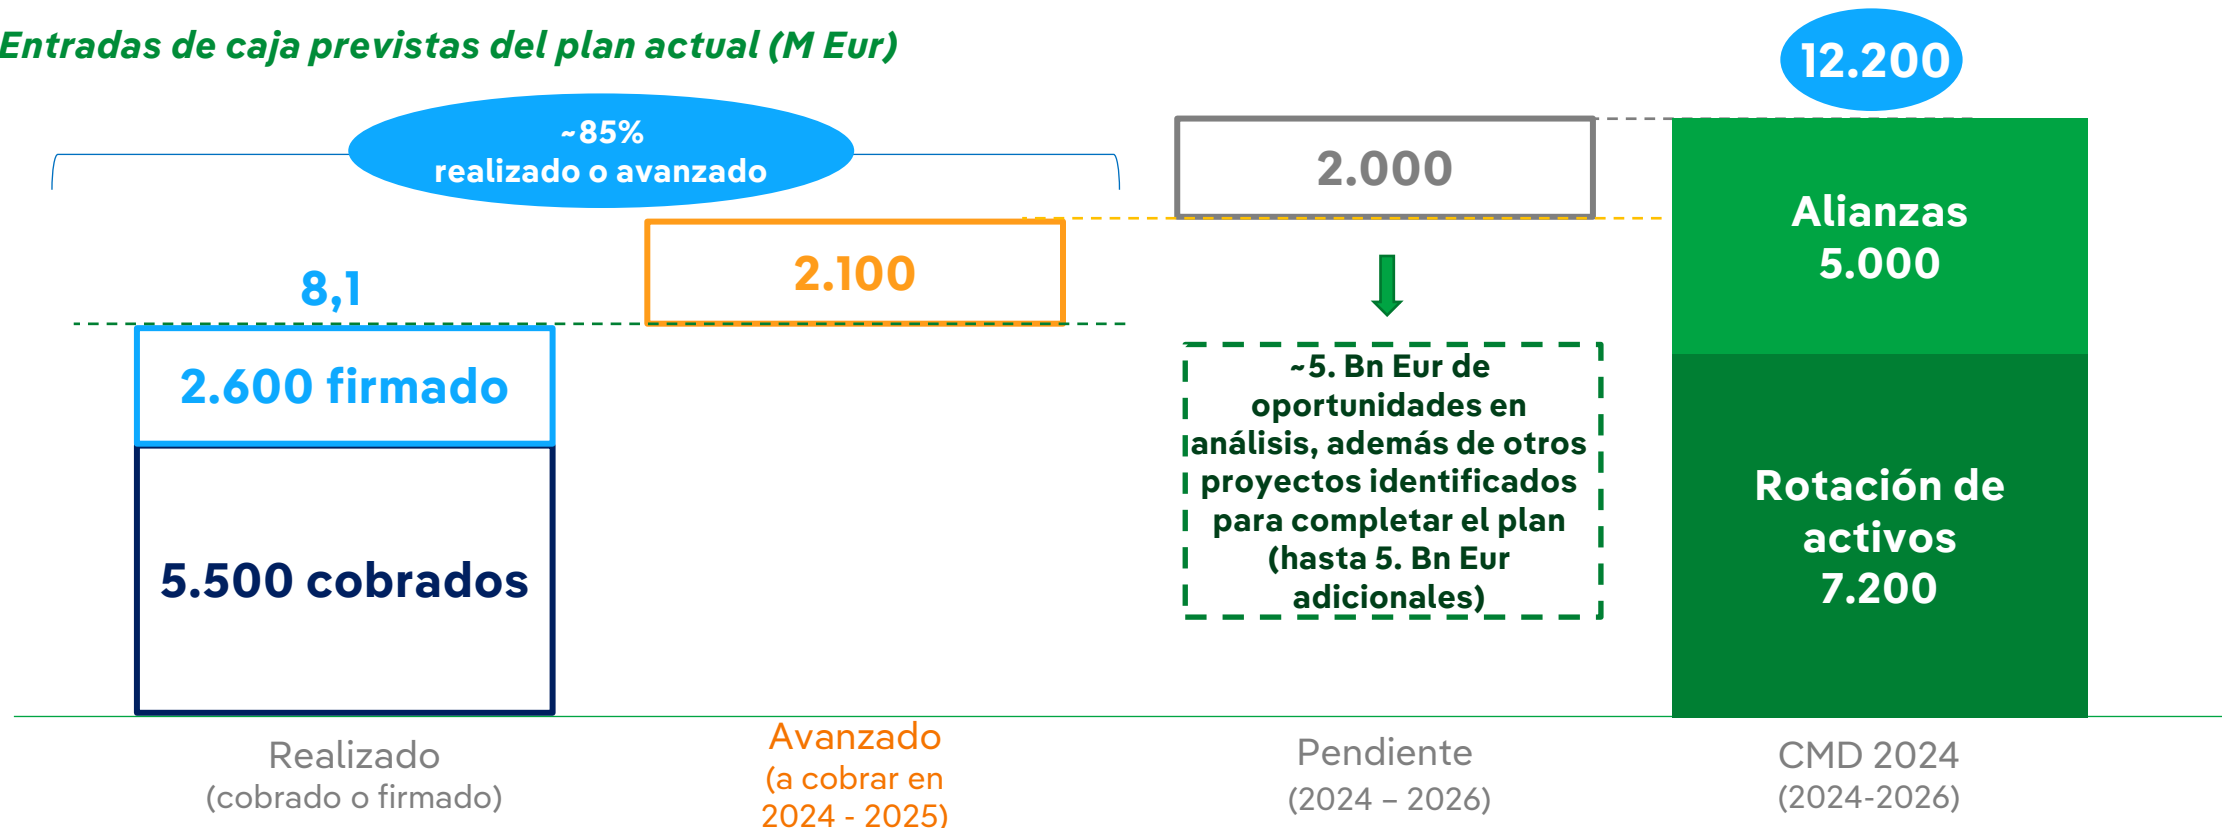 Entradas de caja previstas del plan actual (M Eur)
12.200
~85%
realizado o avanzado
8,1
2.600 firmado
5.500 cobrados
2.100
2.000
~5. Bn Eur de
oportunidades en
análisis, además de otros
proyectos identificados
para completar el plan
(hasta 5. Bn Eur
adicionales)
Alianzas
5.000
Rotación de
activos
7.200
Realizado
(cobrado o firmado)
Avanzado
(a cobrar en
2024 - 2025)
Pendiente
(2024 – 2026)
CMD 2024
(2024-2026)